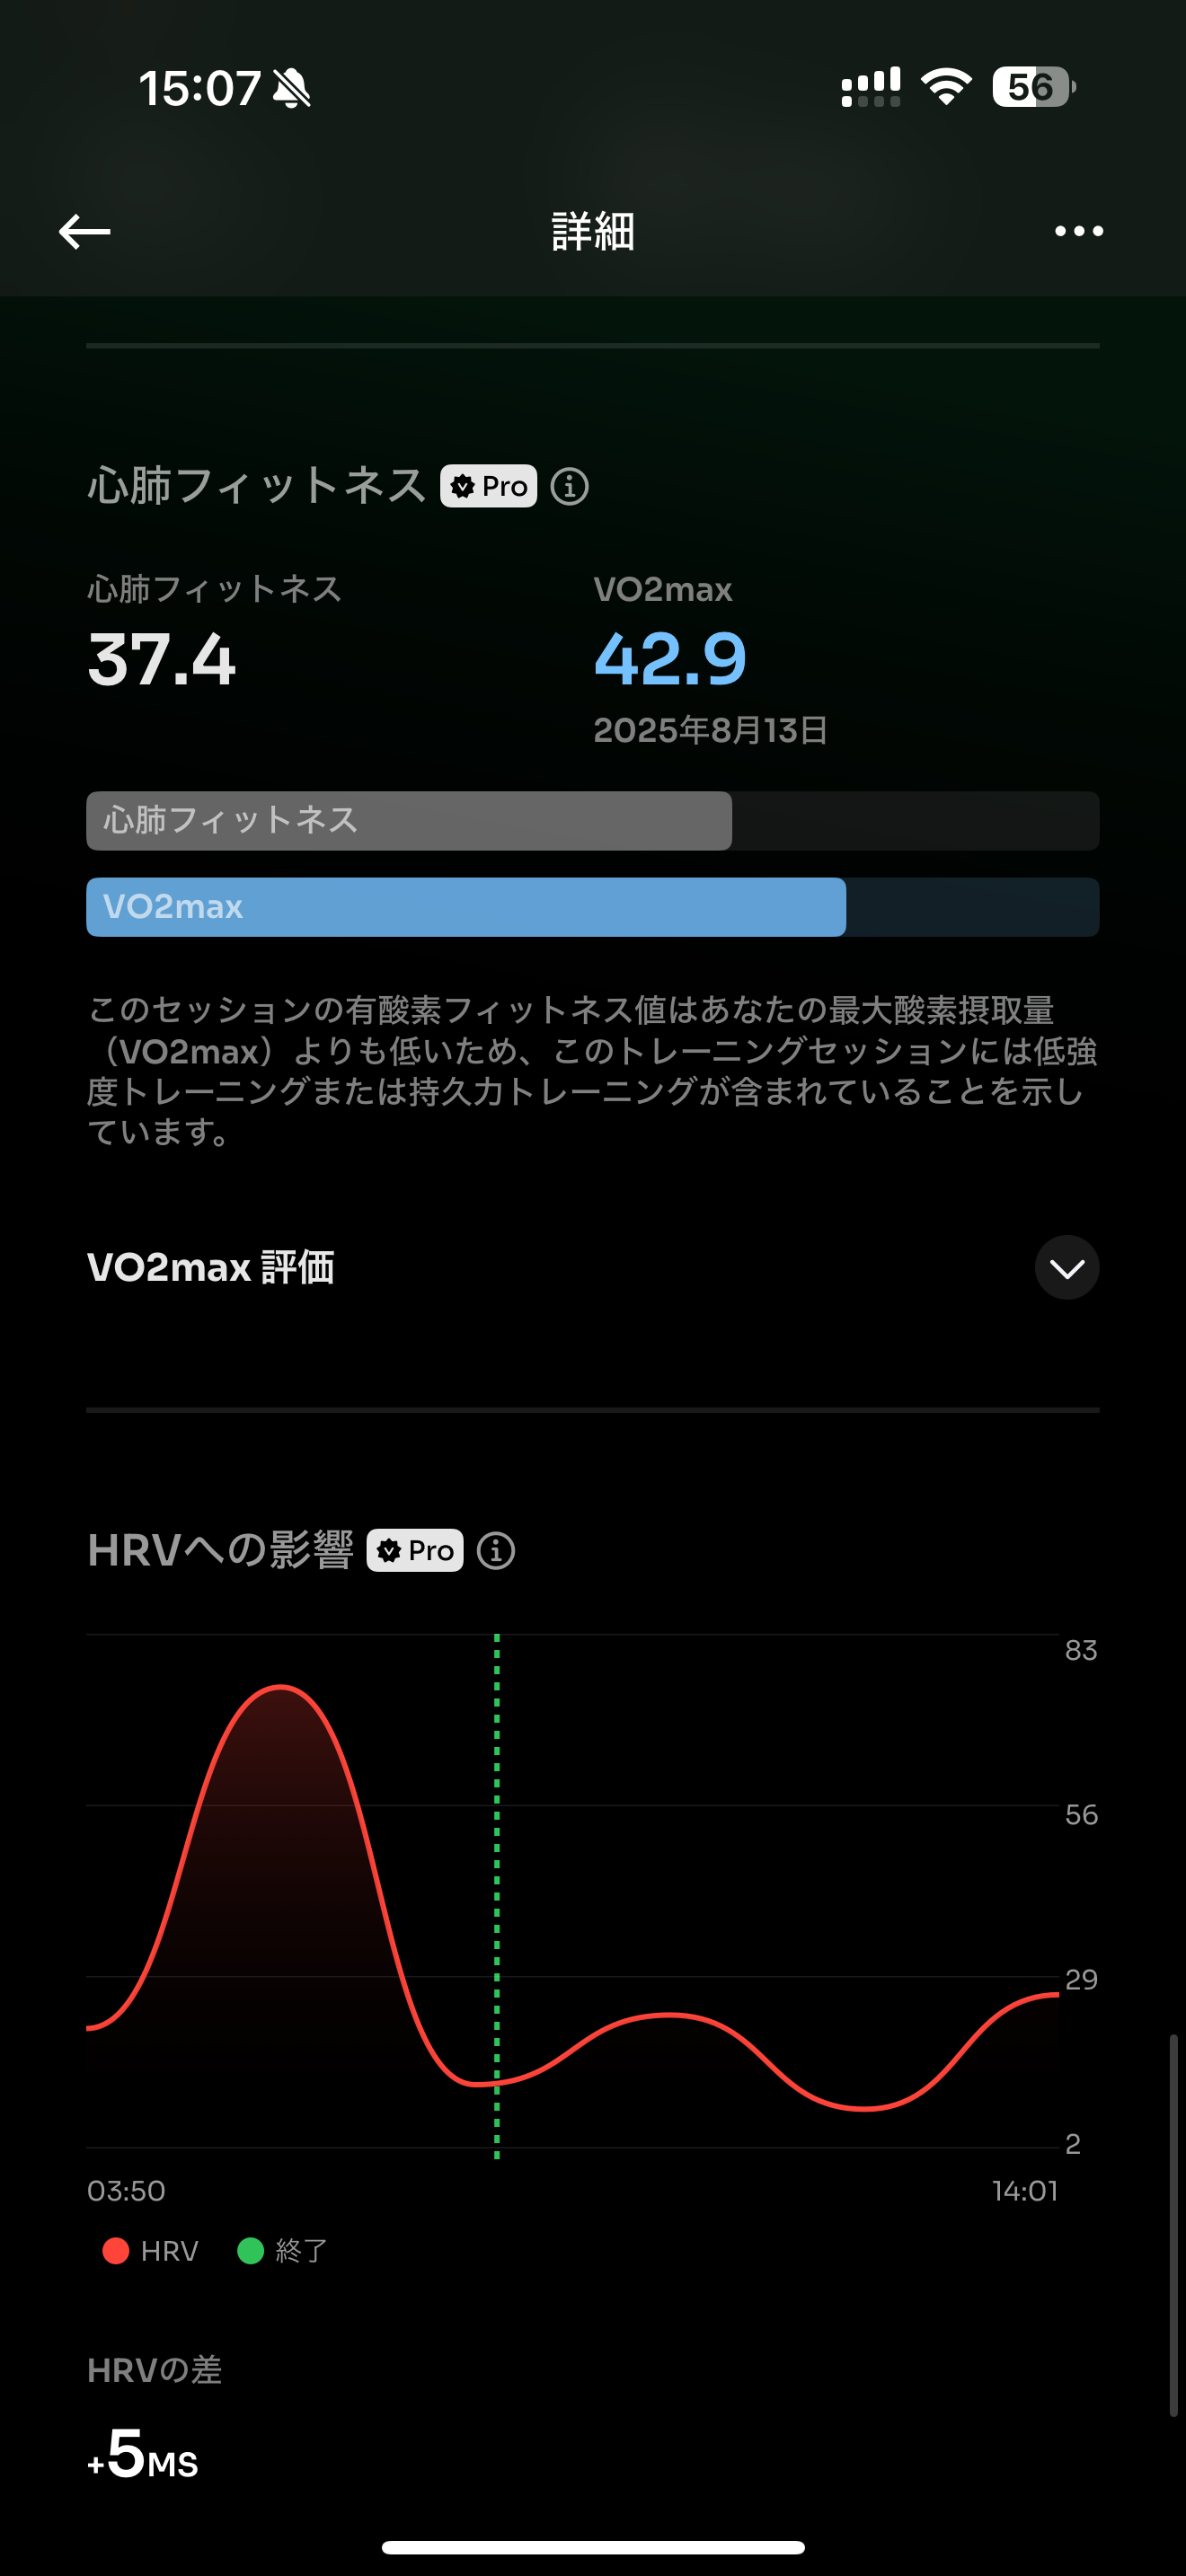 15:07
56
詳細
心肺フィットネス Pro
心肺フィットネス
37.4
VO2max
42.9
2025年8月13日
心肺フィットネス
VO2max
このセッションの有酸素フィットネス値はあなたの最大酸素摂取量
（VO2max）よりも低いため、このトレーニングセッションには低強
度トレーニングまたは持久力トレーニングが含まれていることを示し
ています。
VO2max 評価
HRVへの影響 Pro
83
56
29
2
03:50 14:01
HRV 終了
HRVの差
+5MS